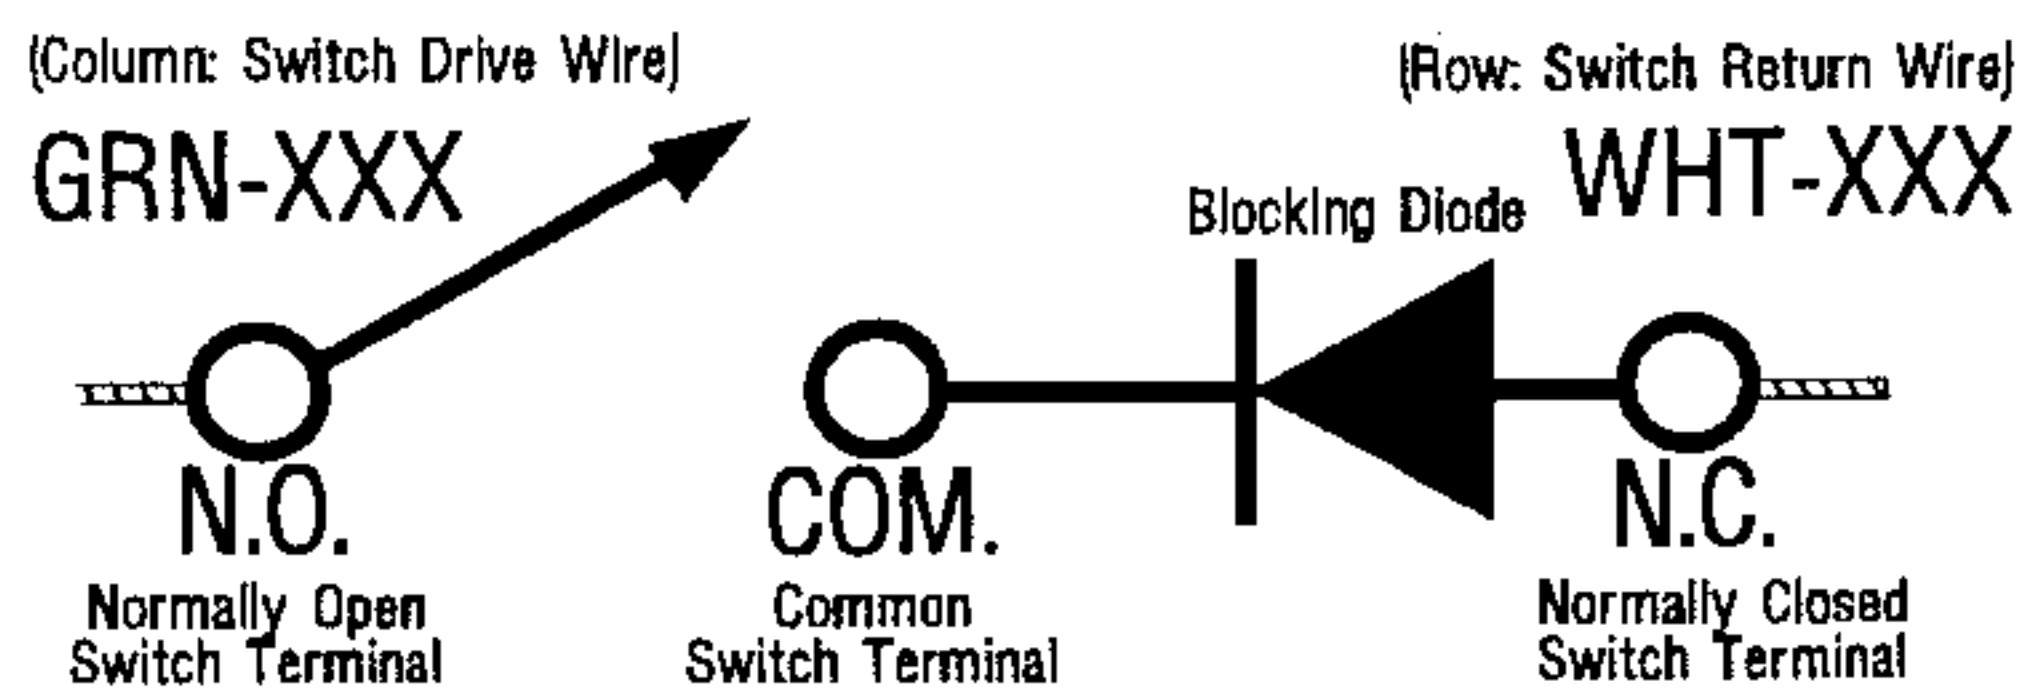 (Column: Switch Drive Wire)
GRN-XXX
(Row: Switch Return Wire)
WHT-XXX
Blocking Diode
N.O.
Normally Open
Switch Terminal
COM.
Common
Switch Terminal
N.C.
Normally Closed
Switch Terminal